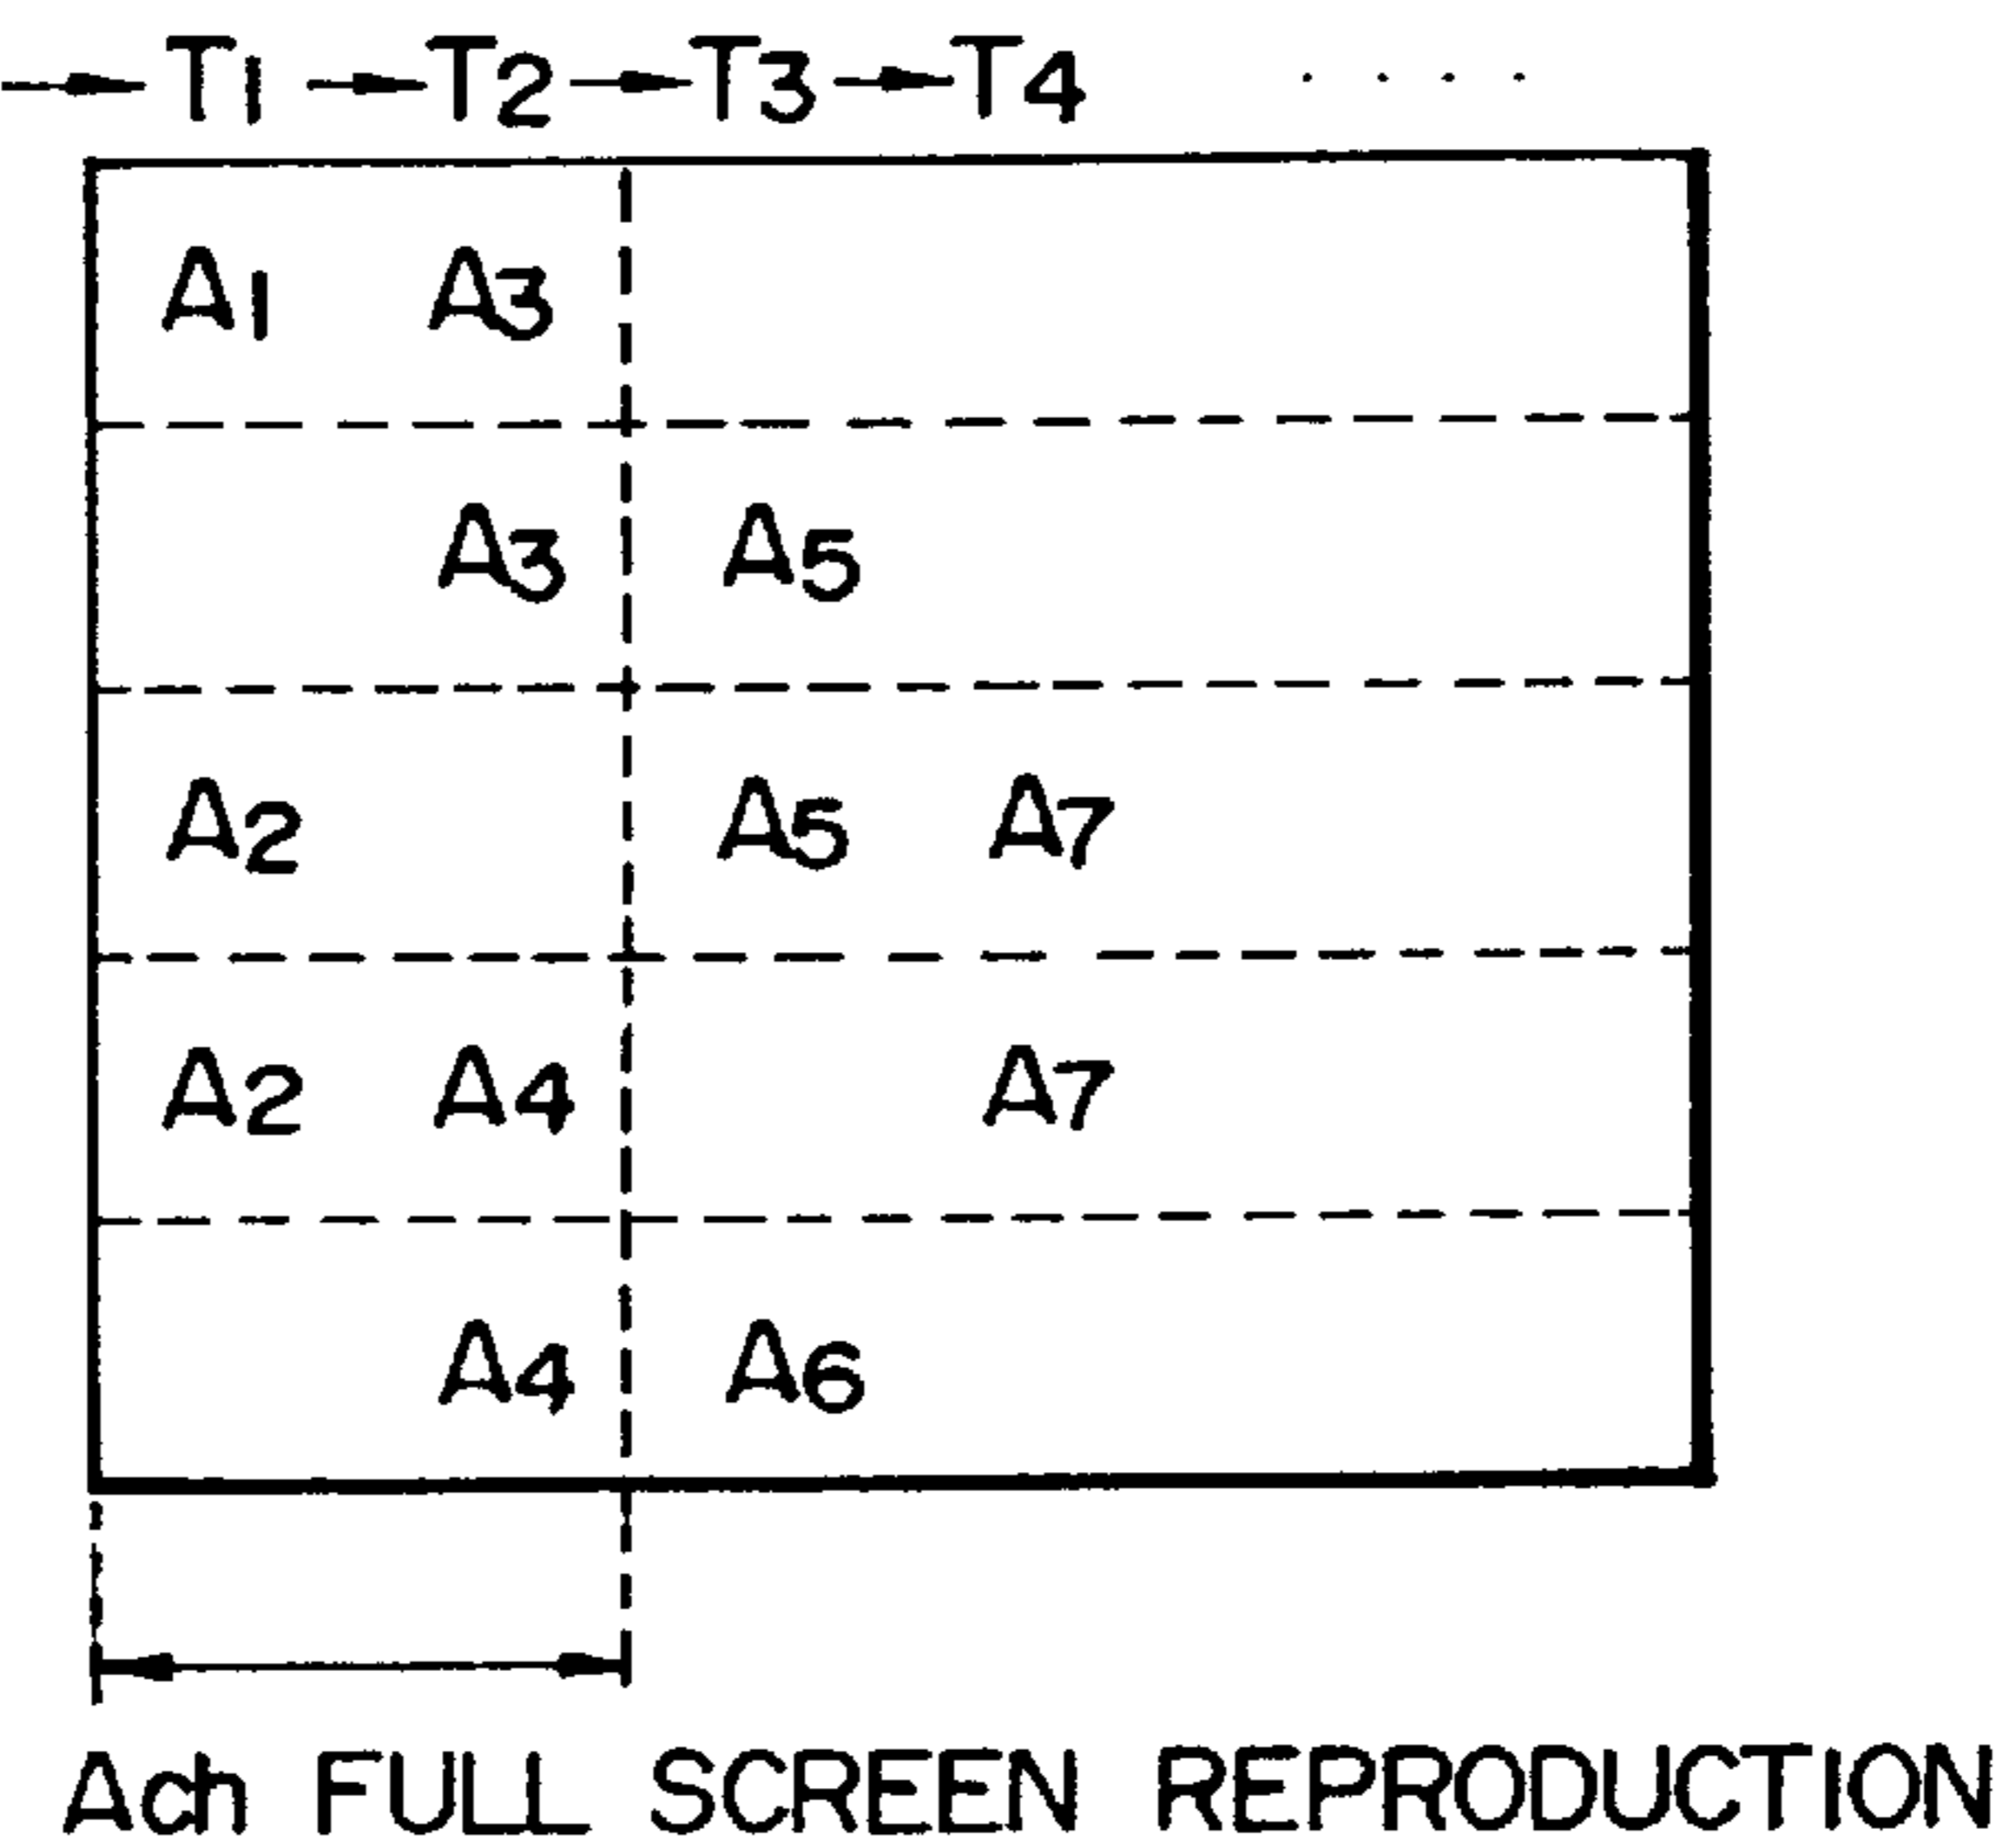 T1 T2 T3 T4 . . . .
A1 A3
A3 A5
A2 A5 A7
A2 A4 A7
A4 A6
Ach FULL SCREEN REPRODUCTION